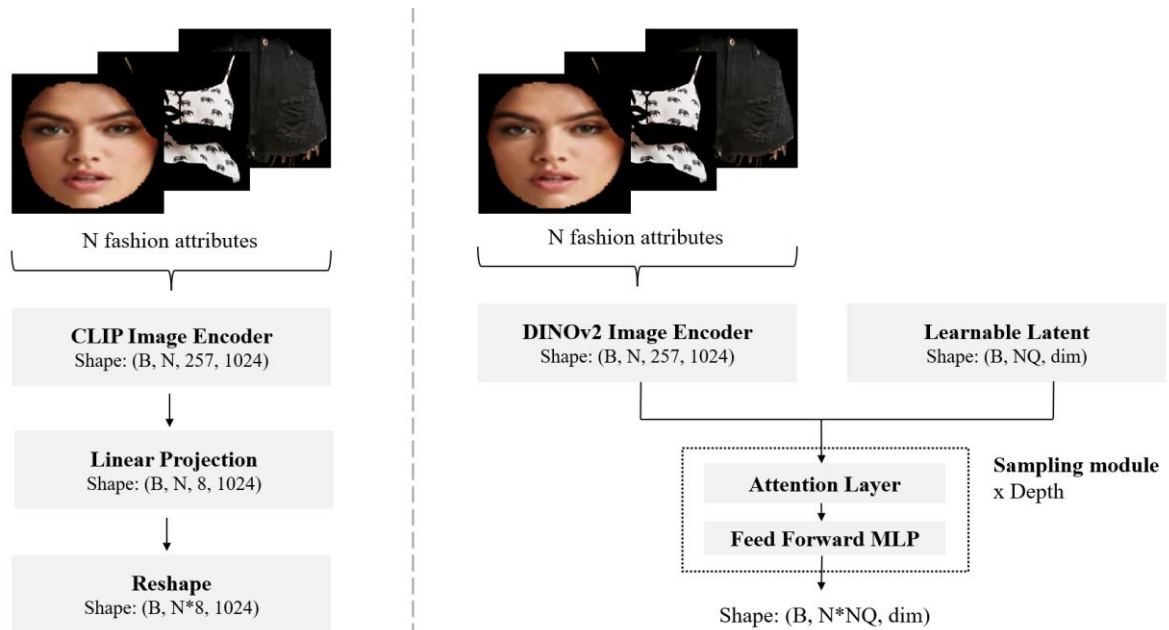 N fashion attributes
CLIP Image Encoder
Shape: (B, N, 257, 1024)
Linear Projection
Shape: (B, N, 8, 1024)
Reshape
Shape: (B, N*8, 1024)
N fashion attributes
DINOv2 Image Encoder
Shape: (B, N, 257, 1024)
Learnable Latent
Shape: (B, NQ, dim)
Sampling module
x Depth
Attention Layer
Feed Forward MLP
Shape: (B, N*NQ, dim)